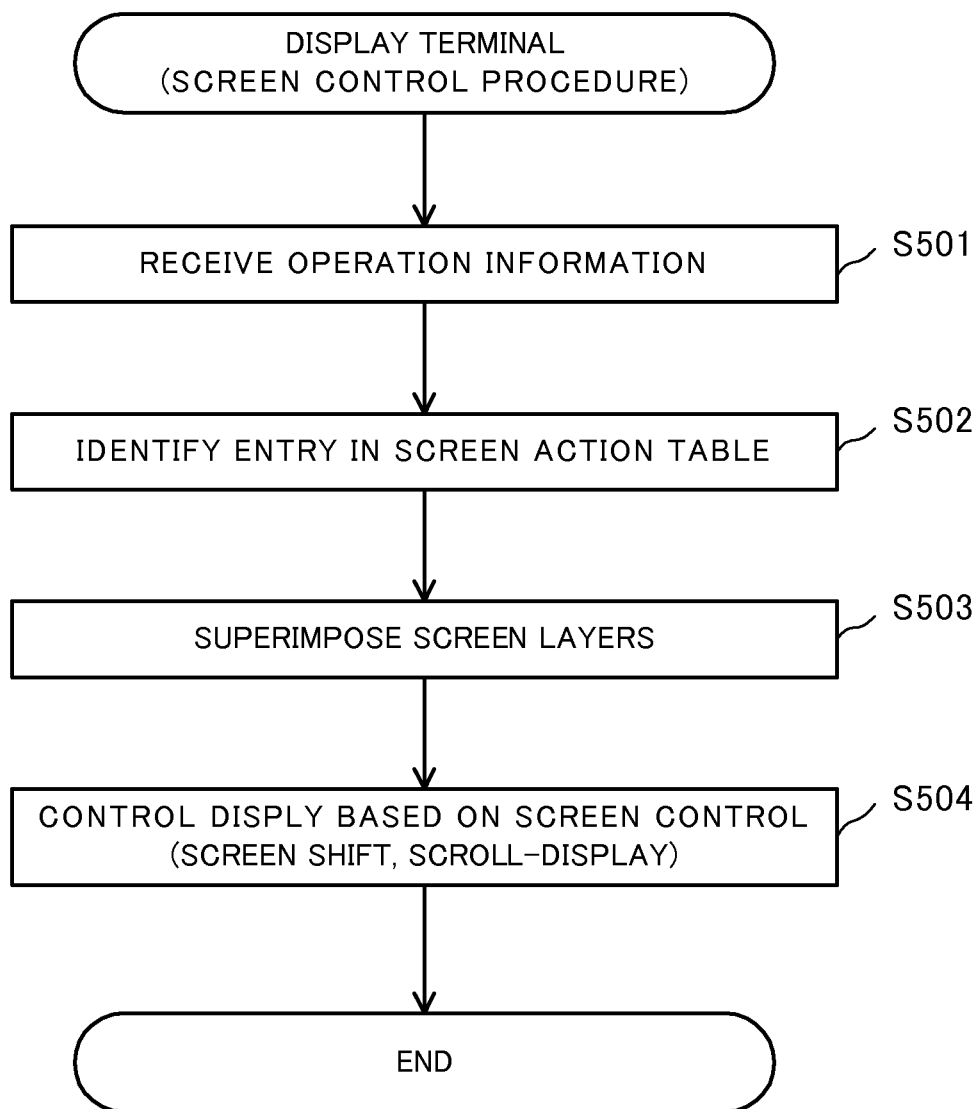 DISPLAY TERMINAL
(SCREEN CONTROL PROCEDURE)
RECEIVE OPERATION INFORMATION
S501
IDENTIFY ENTRY IN SCREEN ACTION TABLE
S502
SUPERIMPOSE SCREEN LAYERS
S503
CONTROL DISPLY BASED ON SCREEN CONTROL
(SCREEN SHIFT, SCROLL-DISPLAY)
S504
END